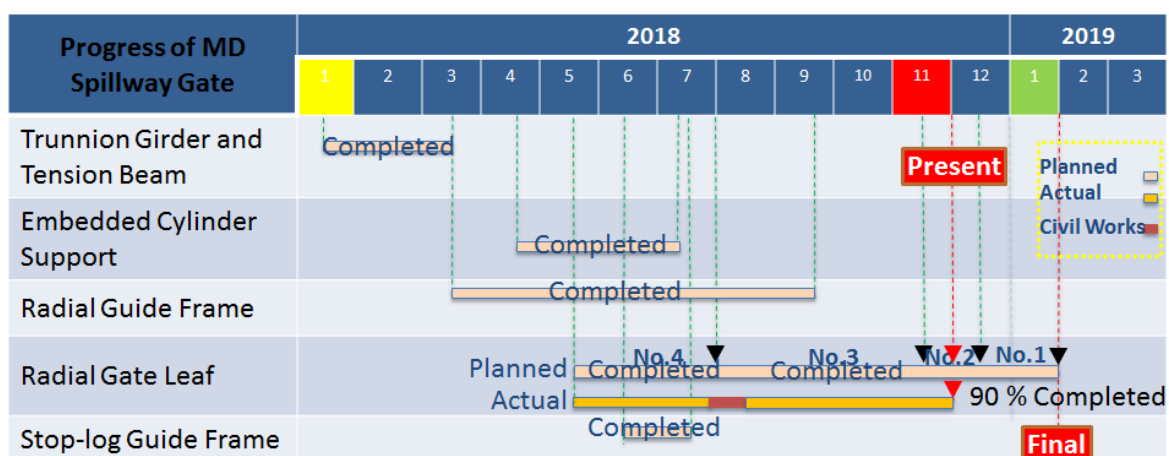 Progress of MD
Spillway Gate
2018
2019
1 2 3 4 5 6 7 8 9 10 11 12 1 2 3
Trunnion Girder and
Tension Beam
Completed
Present
Planned
Actual
Civil Works
Embedded Cylinder
Support
Completed
Radial Guide Frame
Completed
Radial Gate Leaf
No.4
No.3
No.2
No.1
Planned
Completed
Completed
Actual
90 % Completed
Stop-log Guide Frame
Completed
Final